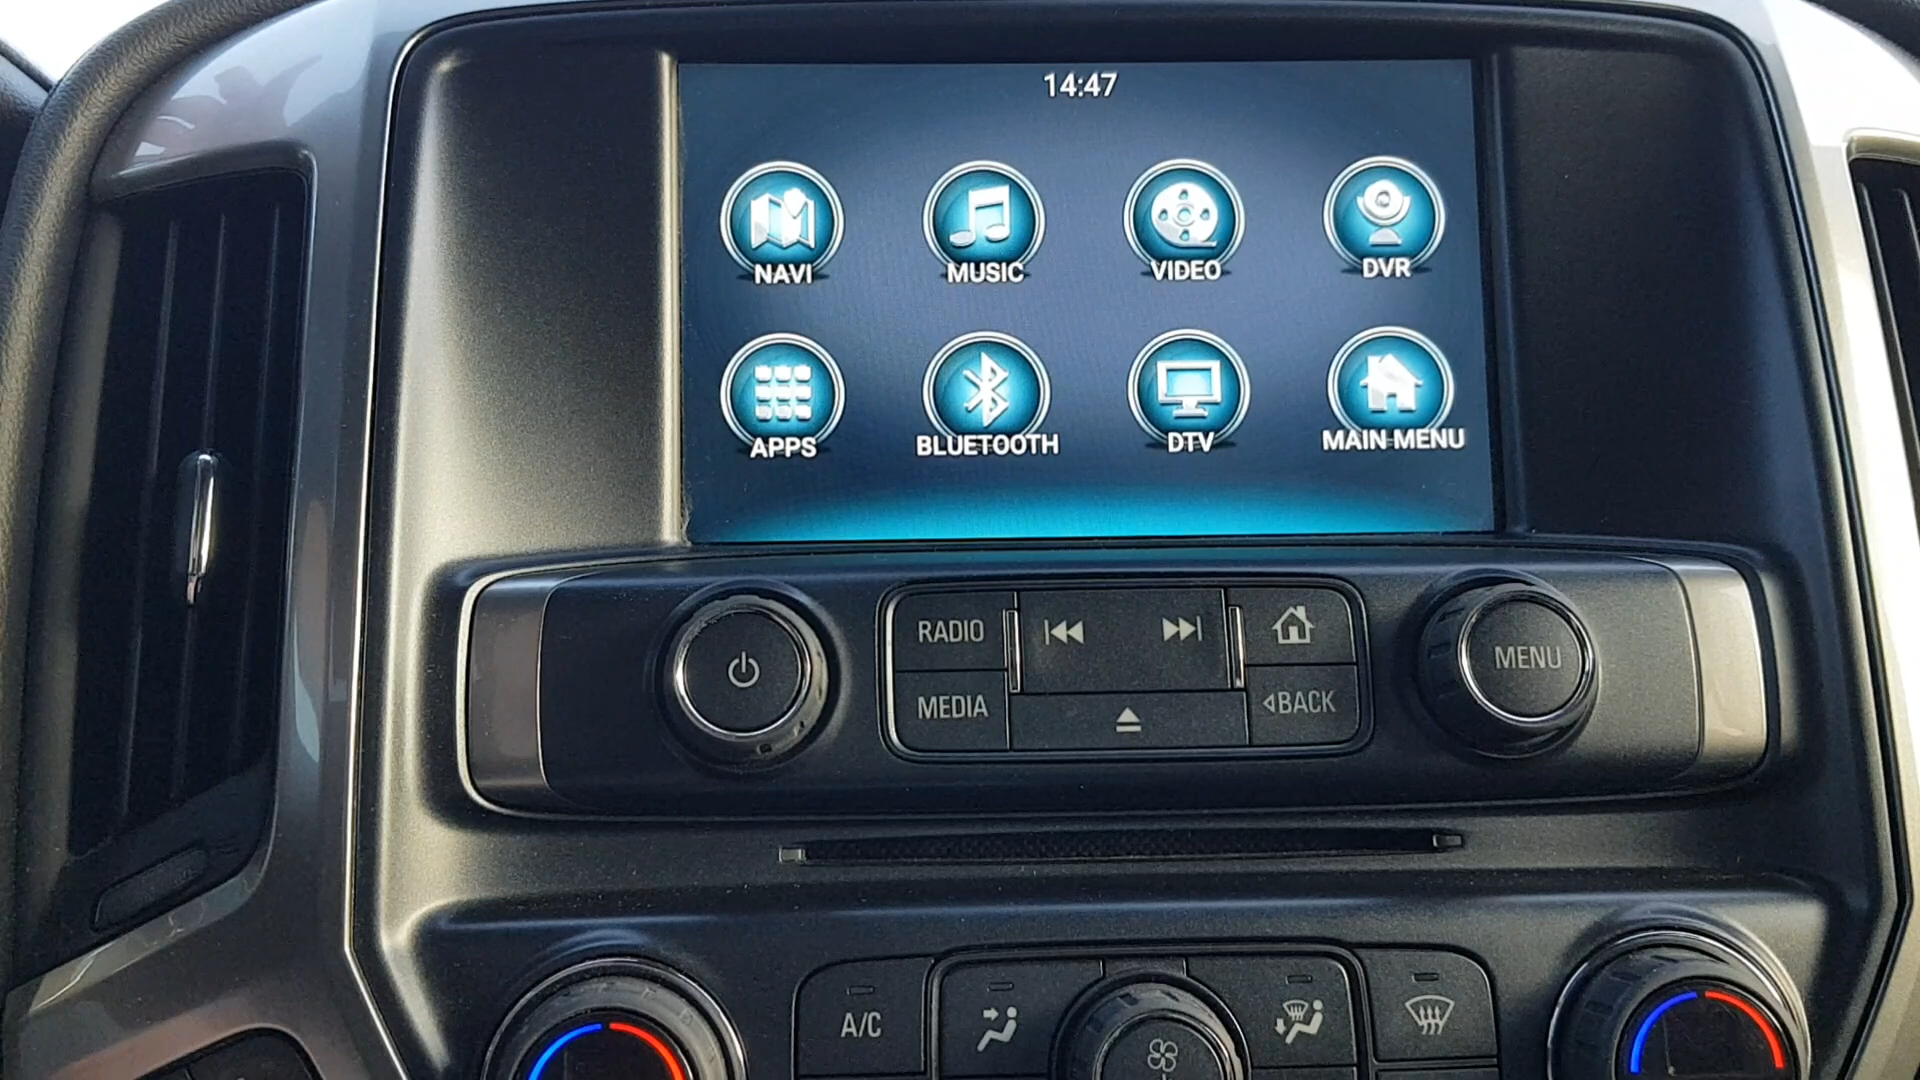 14:47
NAVI MUSIC VIDEO DVR
APPS BLUETOOTH DTV MAIN MENU
RADIO
MENU
MEDIA
BACK
A/C